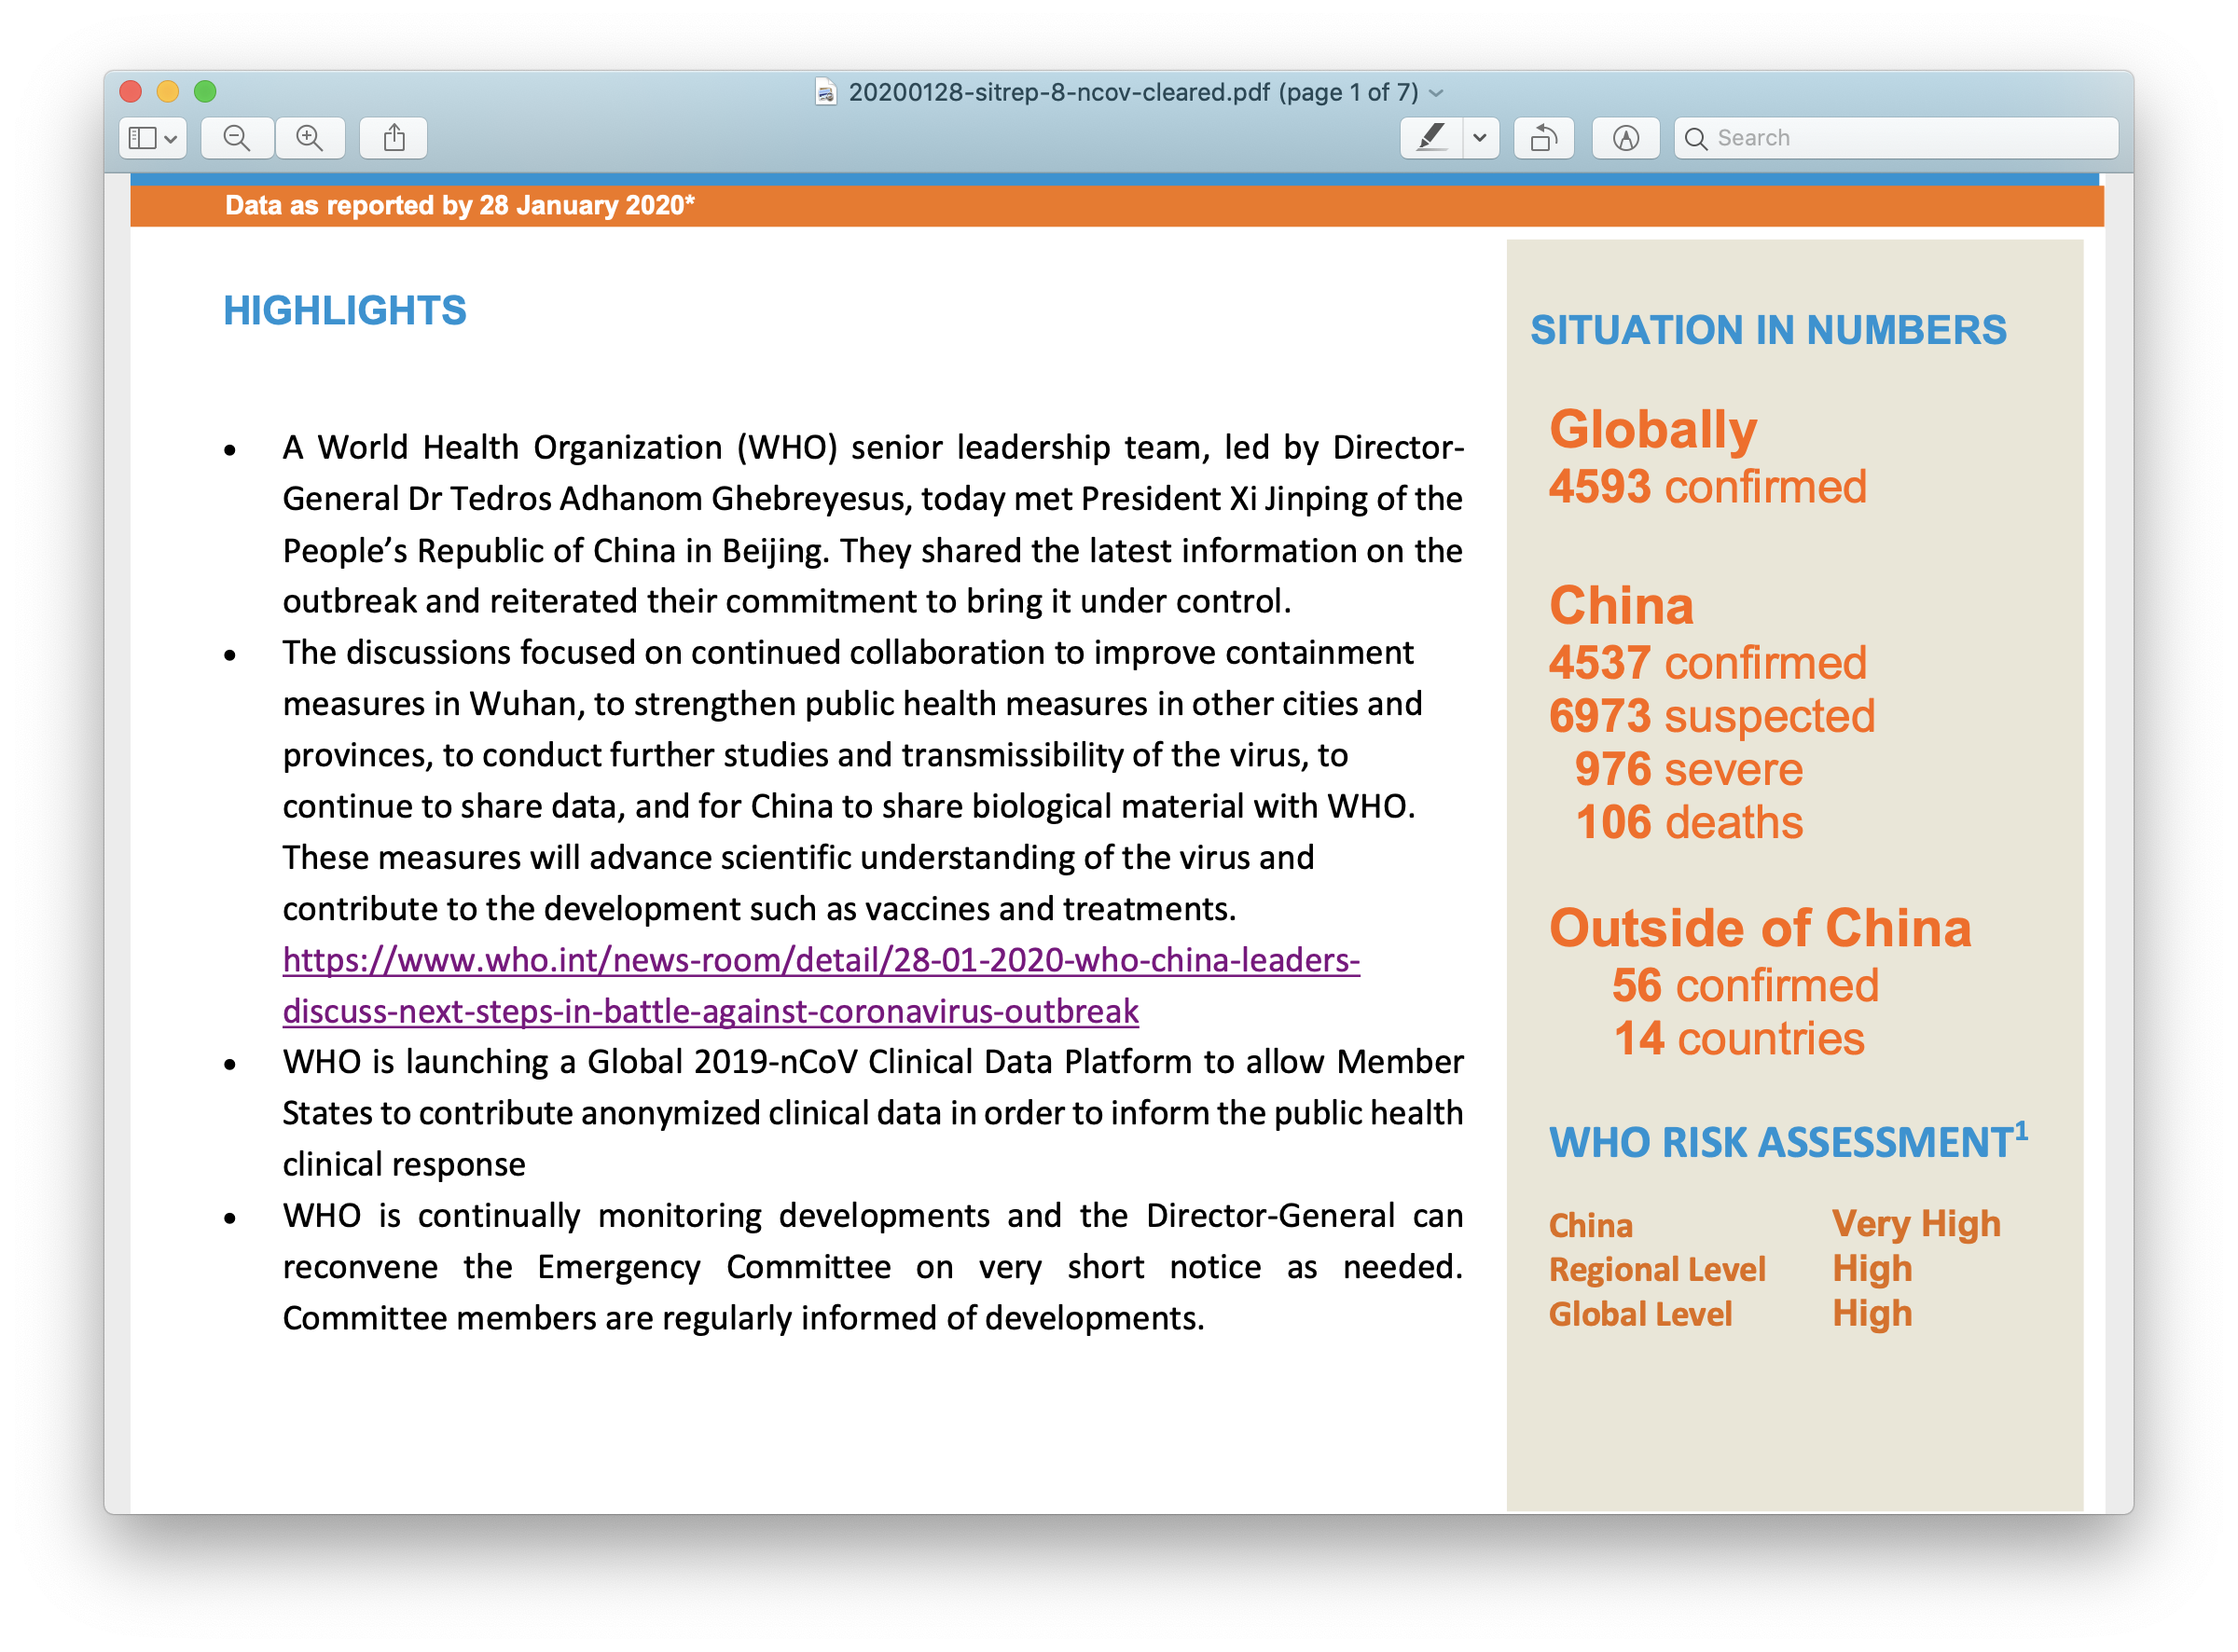 20200128-sitrep-8-ncov-cleared.pdf (page 1 of 7)
Search
Data as reported by 28 January 2020*
HIGHLIGHTS
• A World Health Organization (WHO) senior leadership team, led by Director-
General Dr Tedros Adhanom Ghebreyesus, today met President Xi Jinping of the
People’s Republic of China in Beijing. They shared the latest information on the
outbreak and reiterated their commitment to bring it under control.
• The discussions focused on continued collaboration to improve containment
measures in Wuhan, to strengthen public health measures in other cities and
provinces, to conduct further studies and transmissibility of the virus, to
continue to share data, and for China to share biological material with WHO.
These measures will advance scientific understanding of the virus and
contribute to the development such as vaccines and treatments.
https://www.who.int/news-room/detail/28-01-2020-who-china-leaders-
discuss-next-steps-in-battle-against-coronavirus-outbreak
• WHO is launching a Global 2019-nCoV Clinical Data Platform to allow Member
States to contribute anonymized clinical data in order to inform the public health
clinical response
• WHO is continually monitoring developments and the Director-General can
reconvene the Emergency Committee on very short notice as needed.
Committee members are regularly informed of developments.
SITUATION IN NUMBERS
Globally
4593 confirmed
China
4537 confirmed
6973 suspected
976 severe
106 deaths
Outside of China
56 confirmed
14 countries
WHO RISK ASSESSMENT¹
China Very High
Regional Level High
Global Level High